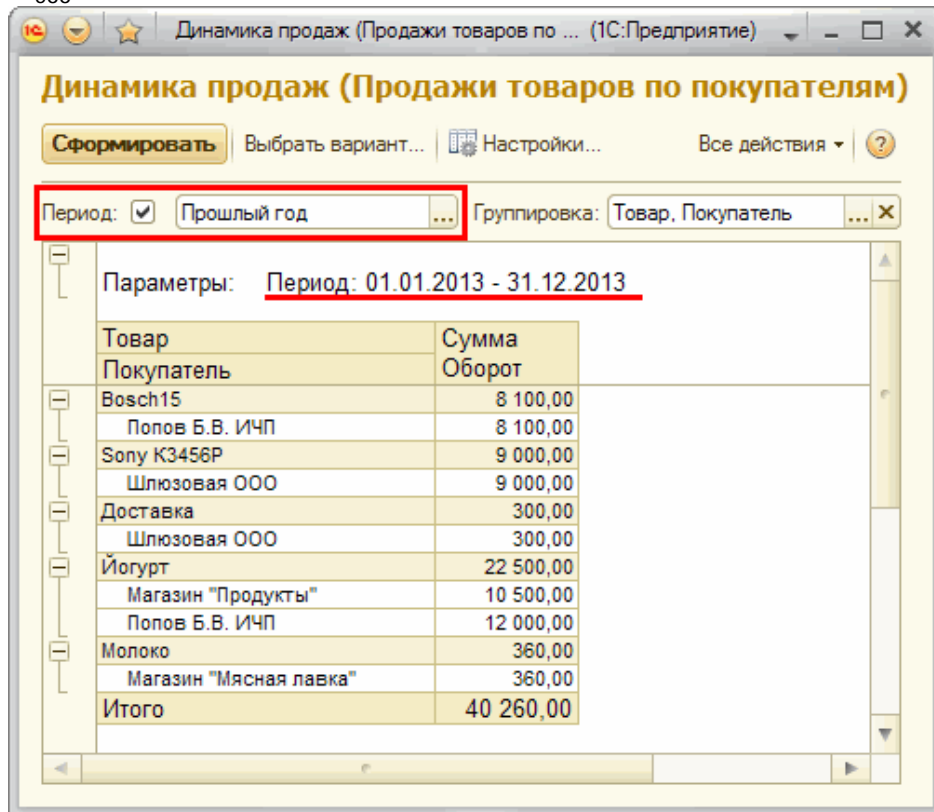 Динамика продаж (Продажи товаров по ... (1С:Предприятие)
Динамика продаж (Продажи товаров по покупателям)
Сформировать Выбрать вариант... Настройки... Все действия
Период: Прошлый год ... Группировка: Товар, Покупатель ...
Параметры: Период: 01.01.2013 - 31.12.2013
Товар Сумма
Покупатель Оборот
Bosch15 8 100,00
Попов Б.В. ИЧП 8 100,00
Sony К3456Р 9 000,00
Шлюзовая ООО 9 000,00
Доставка 300,00
Шлюзовая ООО 300,00
Йогурт 22 500,00
Магазин "Продукты" 10 500,00
Попов Б.В. ИЧП 12 000,00
Молоко 360,00
Магазин "Мясная лавка" 360,00
Итого 40 260,00